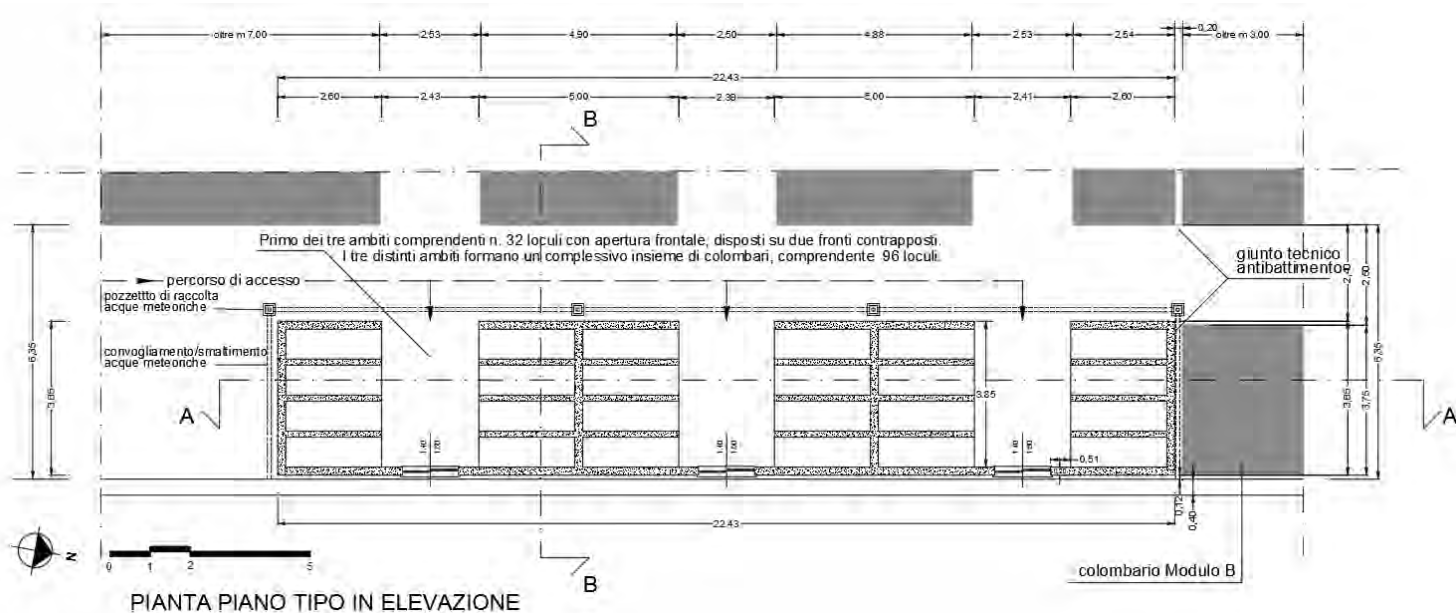 oltre m 7,00 2,53 4,90 2,50 4,88 2,53 2,54 0,20 oltre m 3,00
22,43
2,60 2,43 5,00 2,39 5,00 2,41 2,60
B
Primo dei tre ambiti comprendenti n. 32 loculi con apertura frontale, disposti su due fronti contrapposti.
I tre distinti ambiti formano un complessivo insieme di colombari, comprendente 96 loculi.
giunto tecnico
antibattimento
percorso di accesso
pozzettto di raccolta
acque meteoriche
convogliamento/smaltimento
acque meteoriche
6,35 3,85 3,85 2,60 3,85 3,75 6,35
A A
0,51
0,12
0,40
22,43
N
0 1 2 5
B
colombario Modulo B
PIANTA PIANO TIPO IN ELEVAZIONE